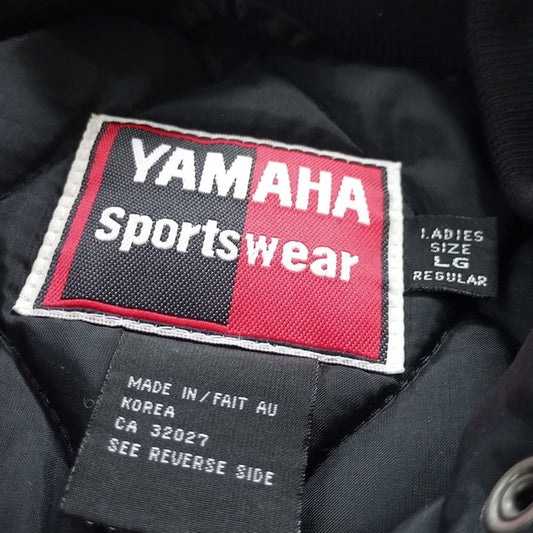 YAMAHA
sportswear
LADIES
SIZE
LG
REGULAR
MADE IN/FAIT AU
KOREA
CA 32027
SEE REVERSE SIDE